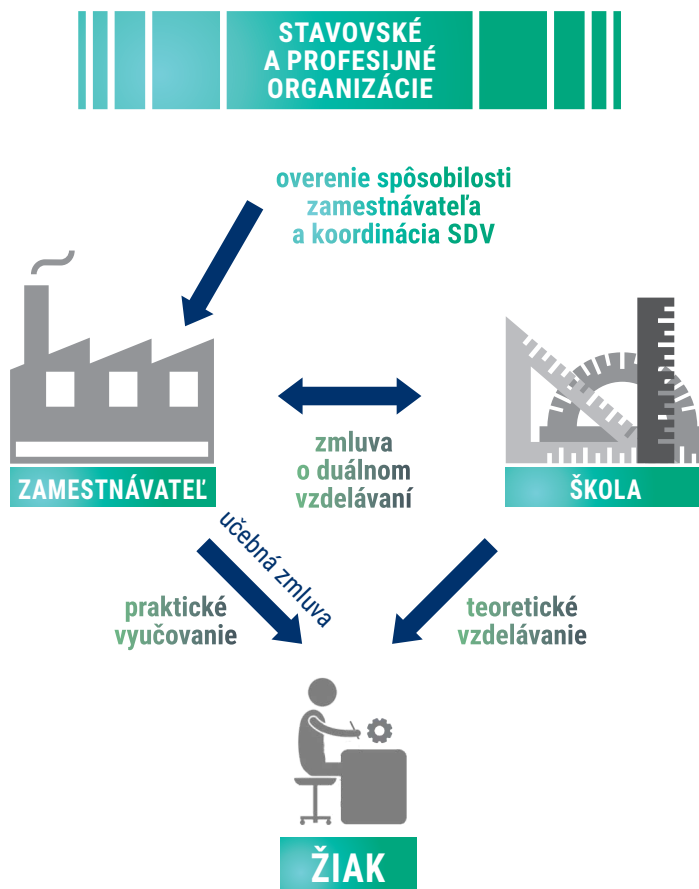 STAVOVSKÉ
A PROFESIJNÉ
ORGANIZÁCIE
overenie spôsobilosti
zamestnávateľa
a koordinácia SDV
zmluva
o duálnom
vzdelávaní
ZAMESTNÁVATEĽ
ŠKOLA
učebná zmluva
praktické
vyučovanie
teoretické
vzdelávanie
ŽIAK